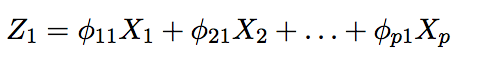 Z₁ = ϕ₁₁X₁ + ϕ₂₁X₂ + … + ϕₚ₁Xₚ